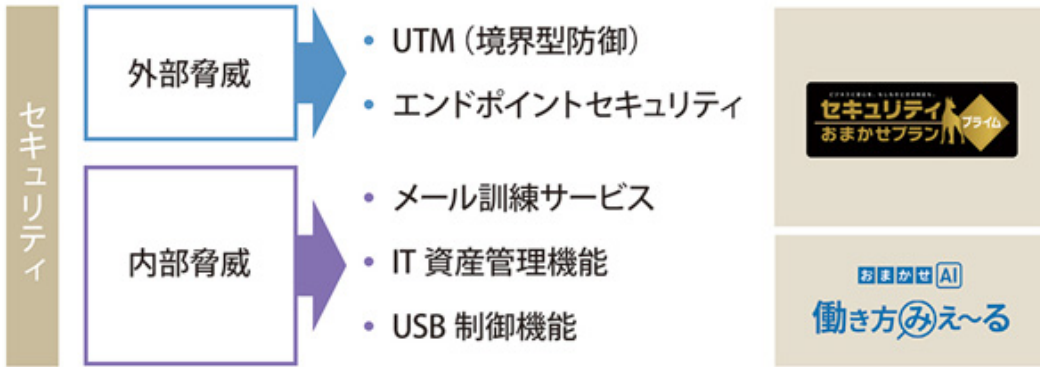 セキュリティ
外部脅威
• UTM（境界型防御）
• エンドポイントセキュリティ
内部脅威
• メール訓練サービス
• IT 資産管理機能
• USB 制御機能
セキュリティ
おまかせプラン
プライム
おまかせ AI
働き方みえ～る